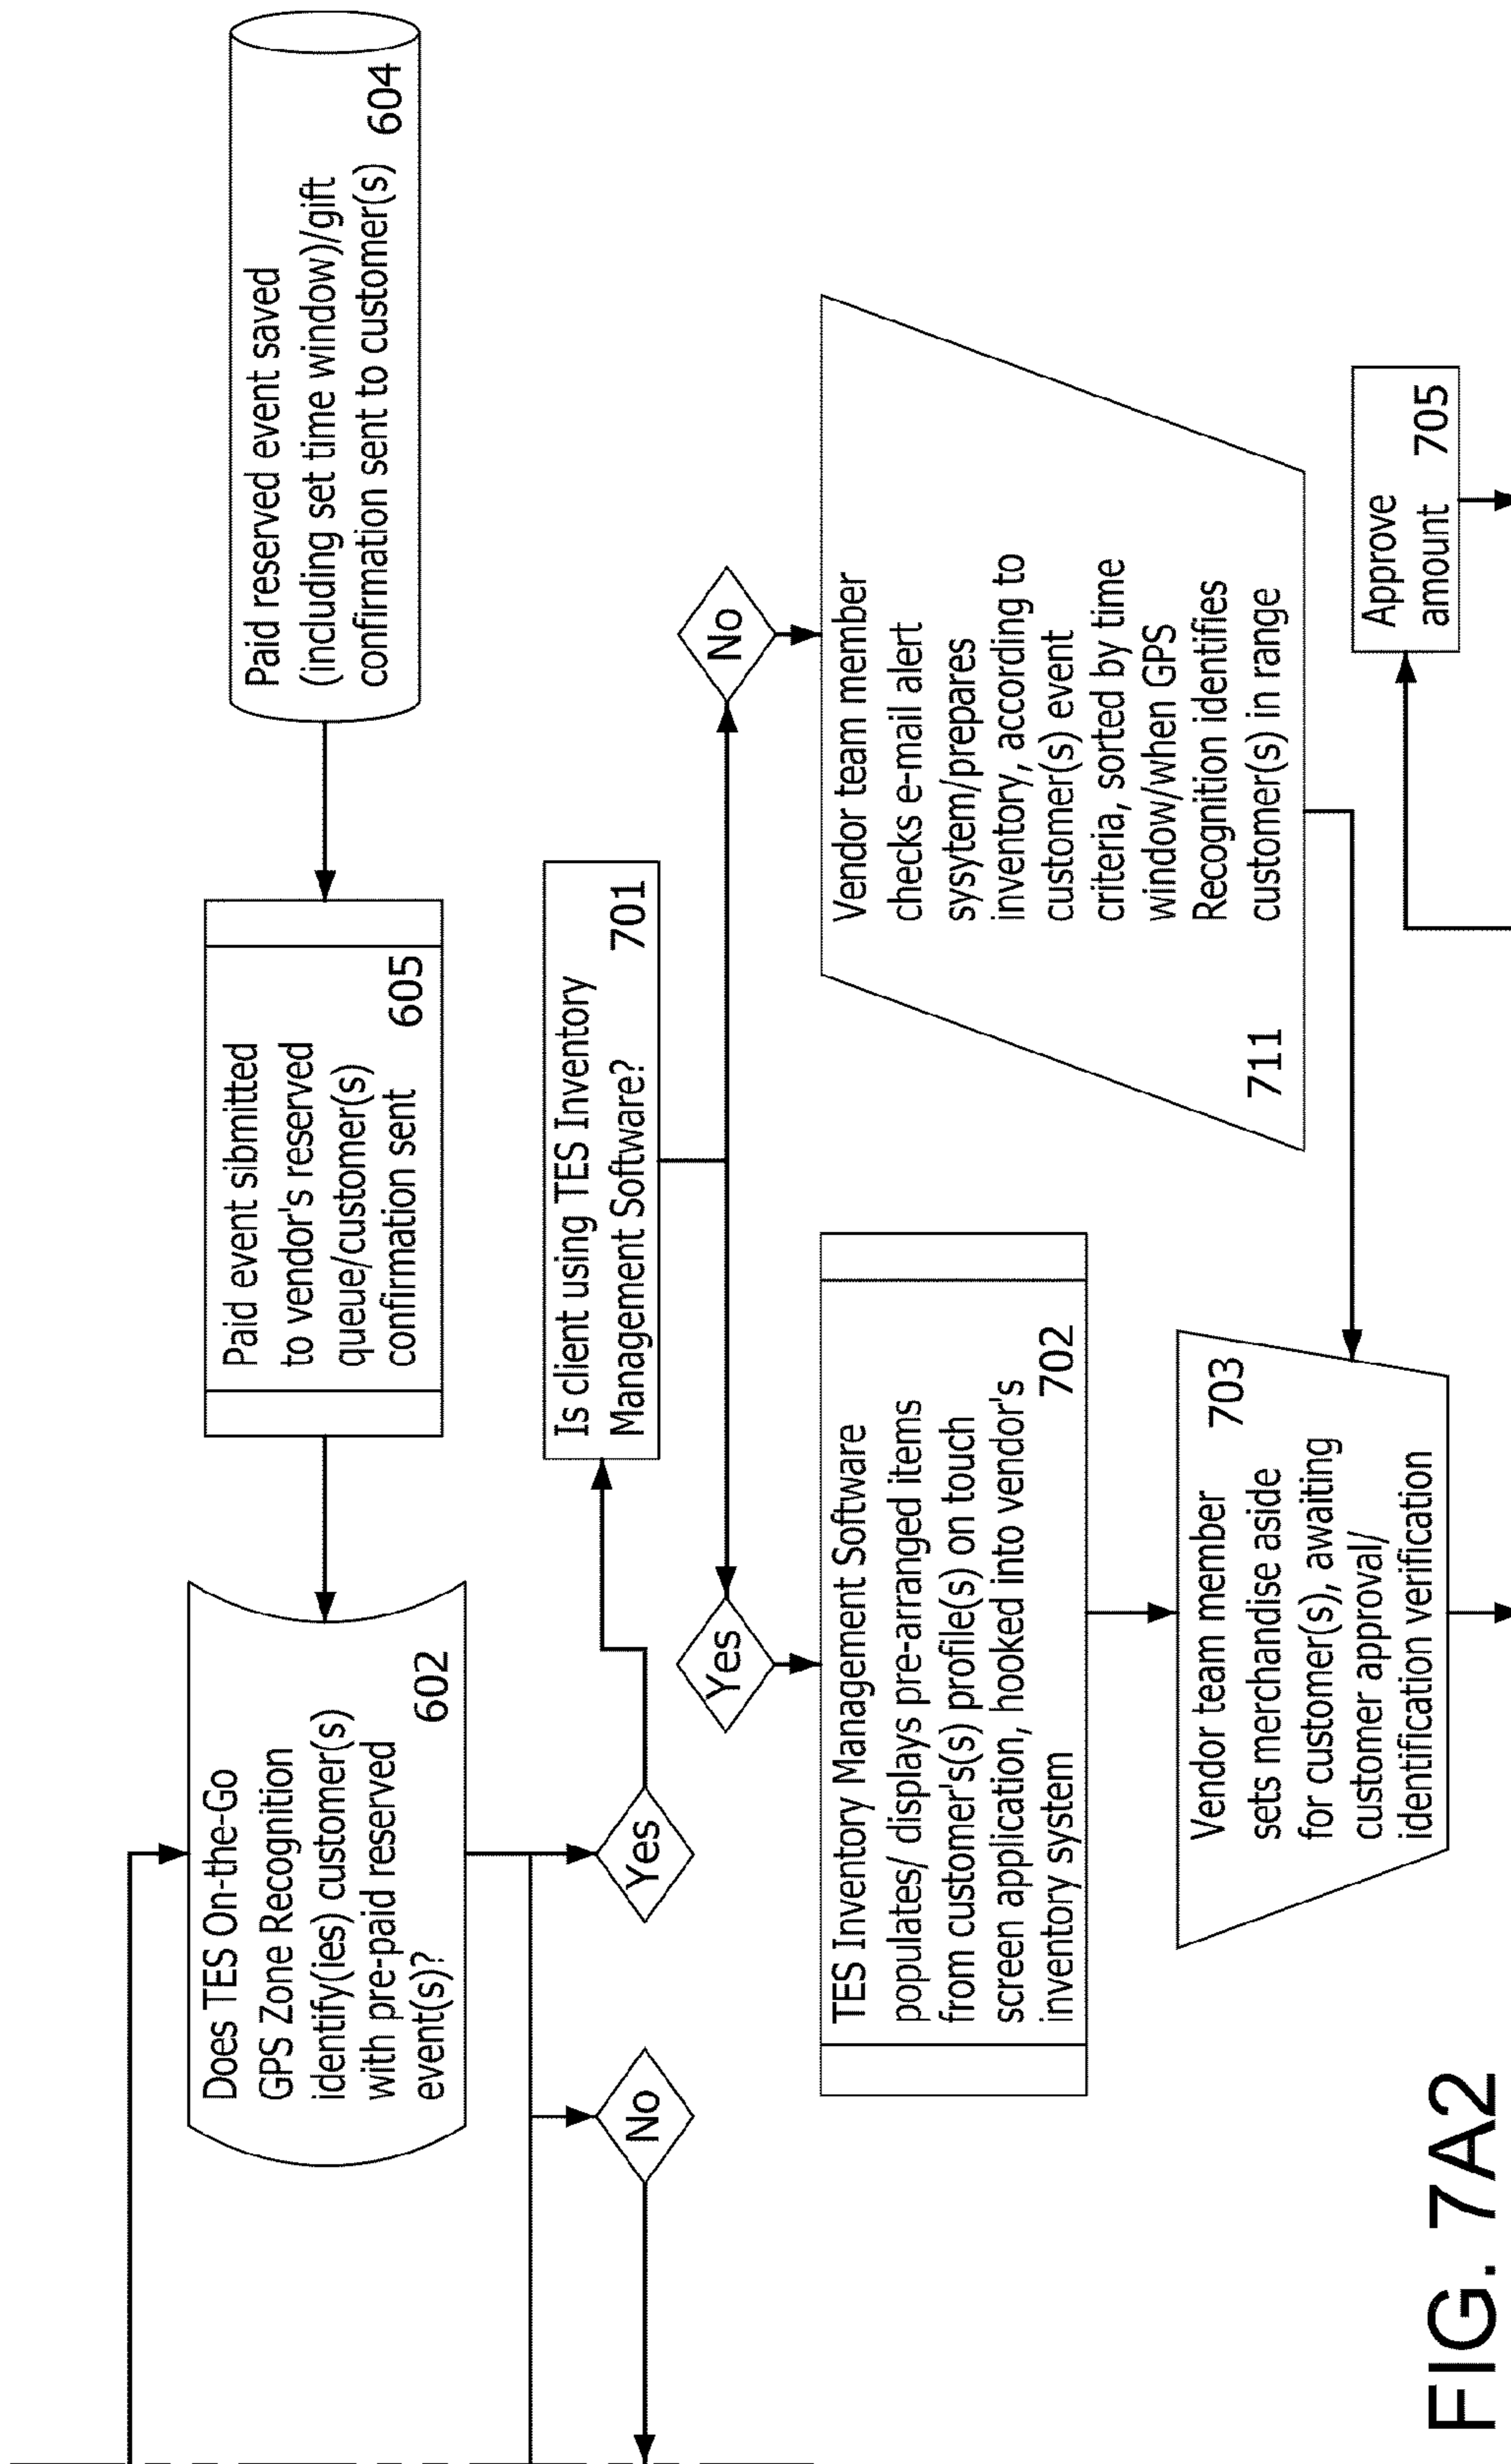 Does TES On-the-Go
GPS Zone Recognition
identify(ies) customer(s)
with pre-paid reserved
event(s)?
602
Paid event sibmitted
to vendor's reserved
queue/customer(s)
confirmation sent
605
Paid reserved event saved
(including set time window)/gift
confirmation sent to customer(s)
604
No
Yes
Is client using TES Inventory
Management Software?
701
Yes
No
TES Inventory Management Software
populates/ displays pre-arranged items
from customer's(s) profile(s) on touch
screen application, hooked into vendor's
inventory system
702
Vendor team member
checks e-mail alert
sysytem/prepares
inventory, according to
customer(s) event
criteria, sorted by time
window/when GPS
Recognition identifies
customer(s) in range
711
Vendor team member
sets merchandise aside
for customer(s), awaiting
customer approval/
identification verification
703
Approve
amount
705
FIG. 7A2